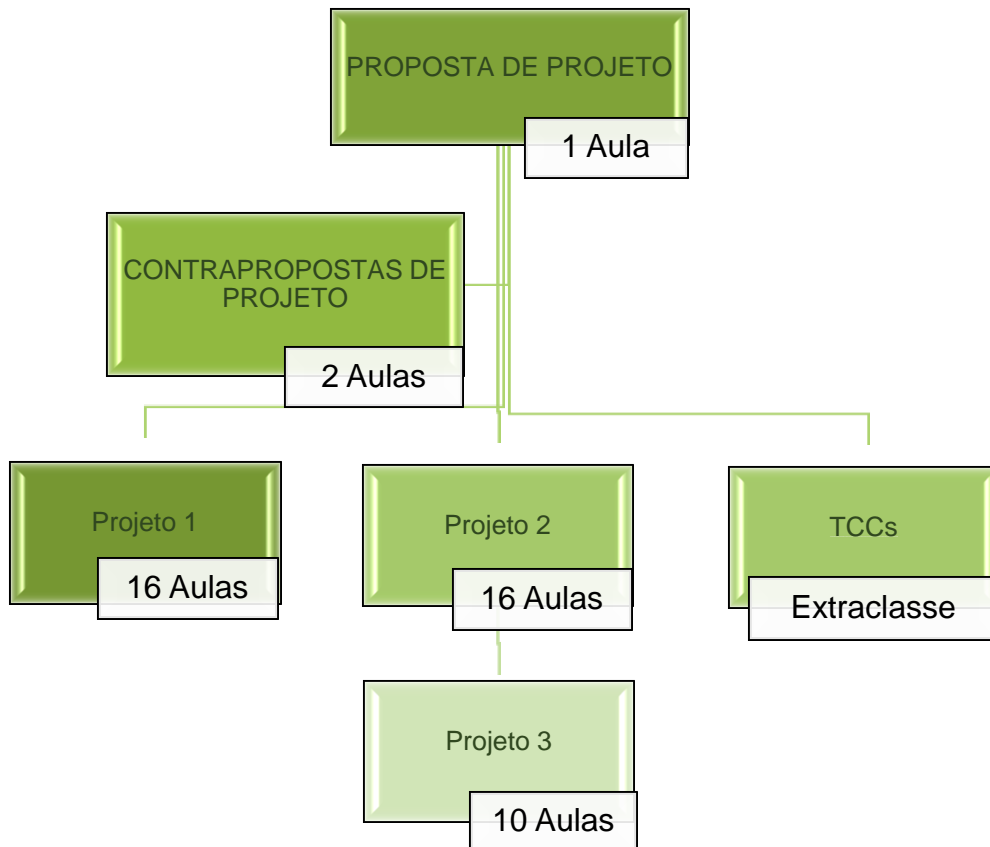 PROPOSTA DE PROJETO
1 Aula
CONTRAPROPOSTAS DE
PROJETO
2 Aulas
Projeto 1
16 Aulas
Projeto 2
16 Aulas
TCCs
Extraclasse
Projeto 3
10 Aulas